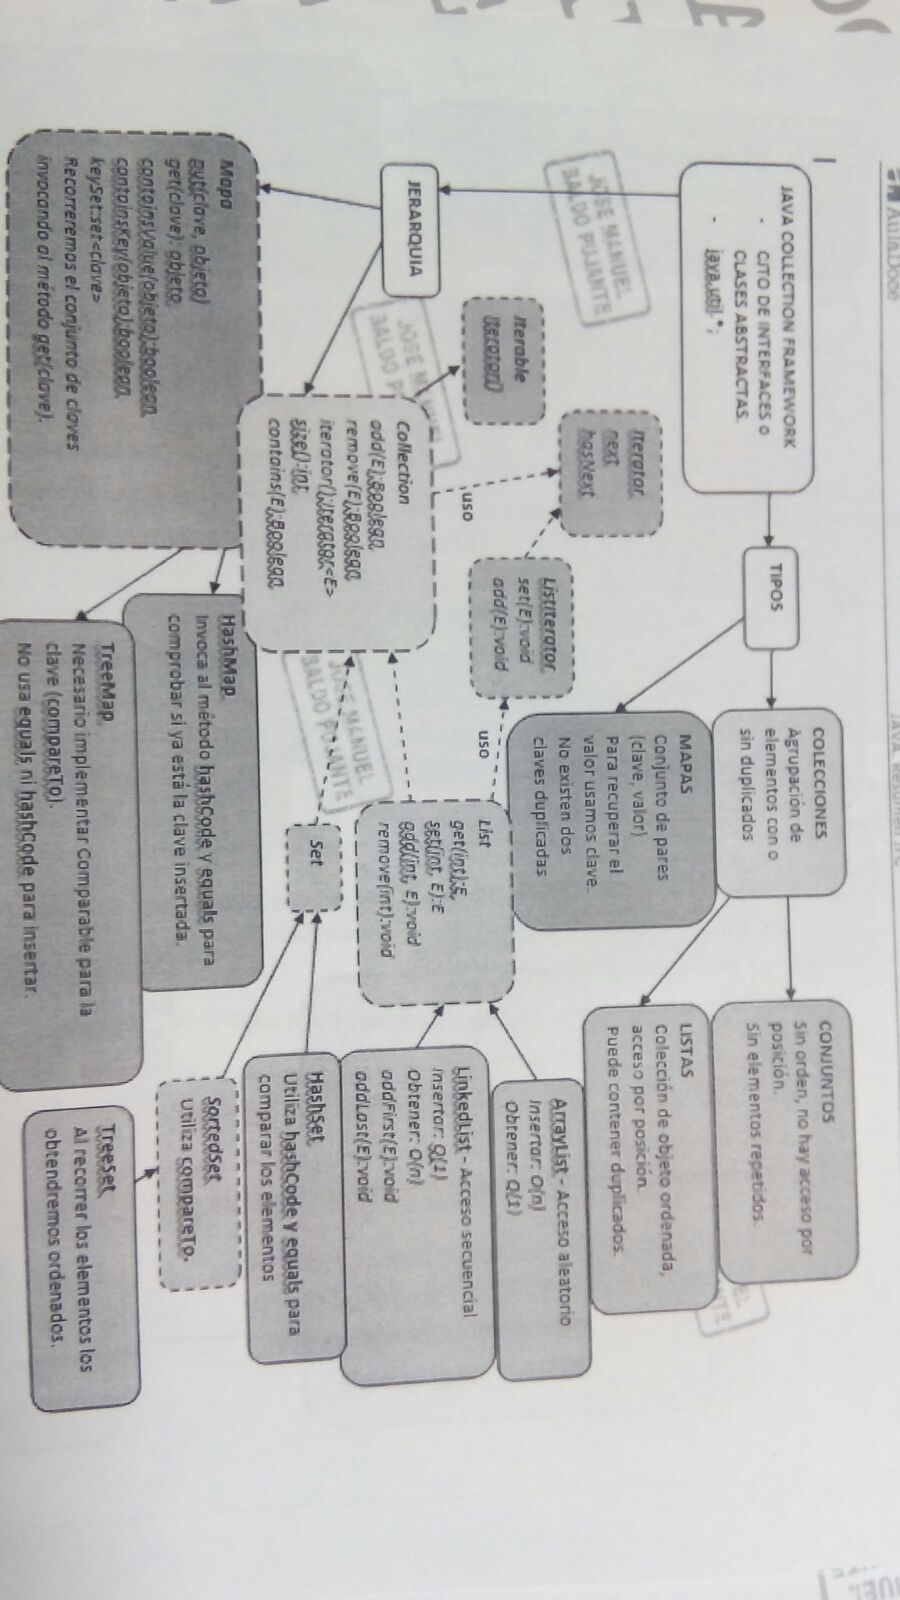 AulaDoce
JAVA COLLECTION FRAMEWORK
- CJTO DE INTERFACES O
CLASES ABSTRACTAS.
- java.util.*;
TIPOS
COLECCIONES
Agrupación de
elementos con o
sin duplicados
CONJUNTOS
Sin orden, no hay acceso por
posición.
Sin elementos repetidos.
MAPAS
Conjunto de pares
(clave, valor)
Para recuperar el
valor usamos clave.
No existen dos
claves duplicadas
LISTAS
Colección de objeto ordenada,
acceso por posición.
Puede contener duplicados.
JERARQUIA
Iterable
Iterator()
Iterator
next
hasNext
ListIterator
set(E):void
add(E):void
uso
uso
Collection
add(E):Boolean
remove(E):Boolean
iterator():Iterator<E>
size():int
contains(E):Boolean
List
get(int):E
set(int, E):E
add(int, E):void
remove(int):void
ArrayList - Acceso aleatorio
Insertar: O(n)
Obtener: O(1)
LinkedList - Acceso secuencial
Insertar: O(1)
Obtener: O(n)
addFirst(E):void
addLast(E):void
Set
HashSet
Utiliza hashCode y equals para
comparar los elementos
SortedSet
Utiliza compareTo.
TreeSet
Al recorrer los elementos los
obtendremos ordenados.
Mapa
put(clave, objeto)
get(clave): objeto
containsValue(objeto):boolean
containsKey(objeto):boolean
keySet:set<clave>
Recorreremos el conjunto de claves
invocando al método get(clave).
HashMap
Invoca al método hashCode y equals para
comprobar si ya está la clave insertada.
TreeMap
Necesario implementar Comparable para la
clave (compareTo).
No usa equals ni hashCode para insertar.
JOSE MANUEL
BALDO PUJANTE
JOSE MANUEL
BALDO P
JOSE MANUEL
BALDO PUJANTE